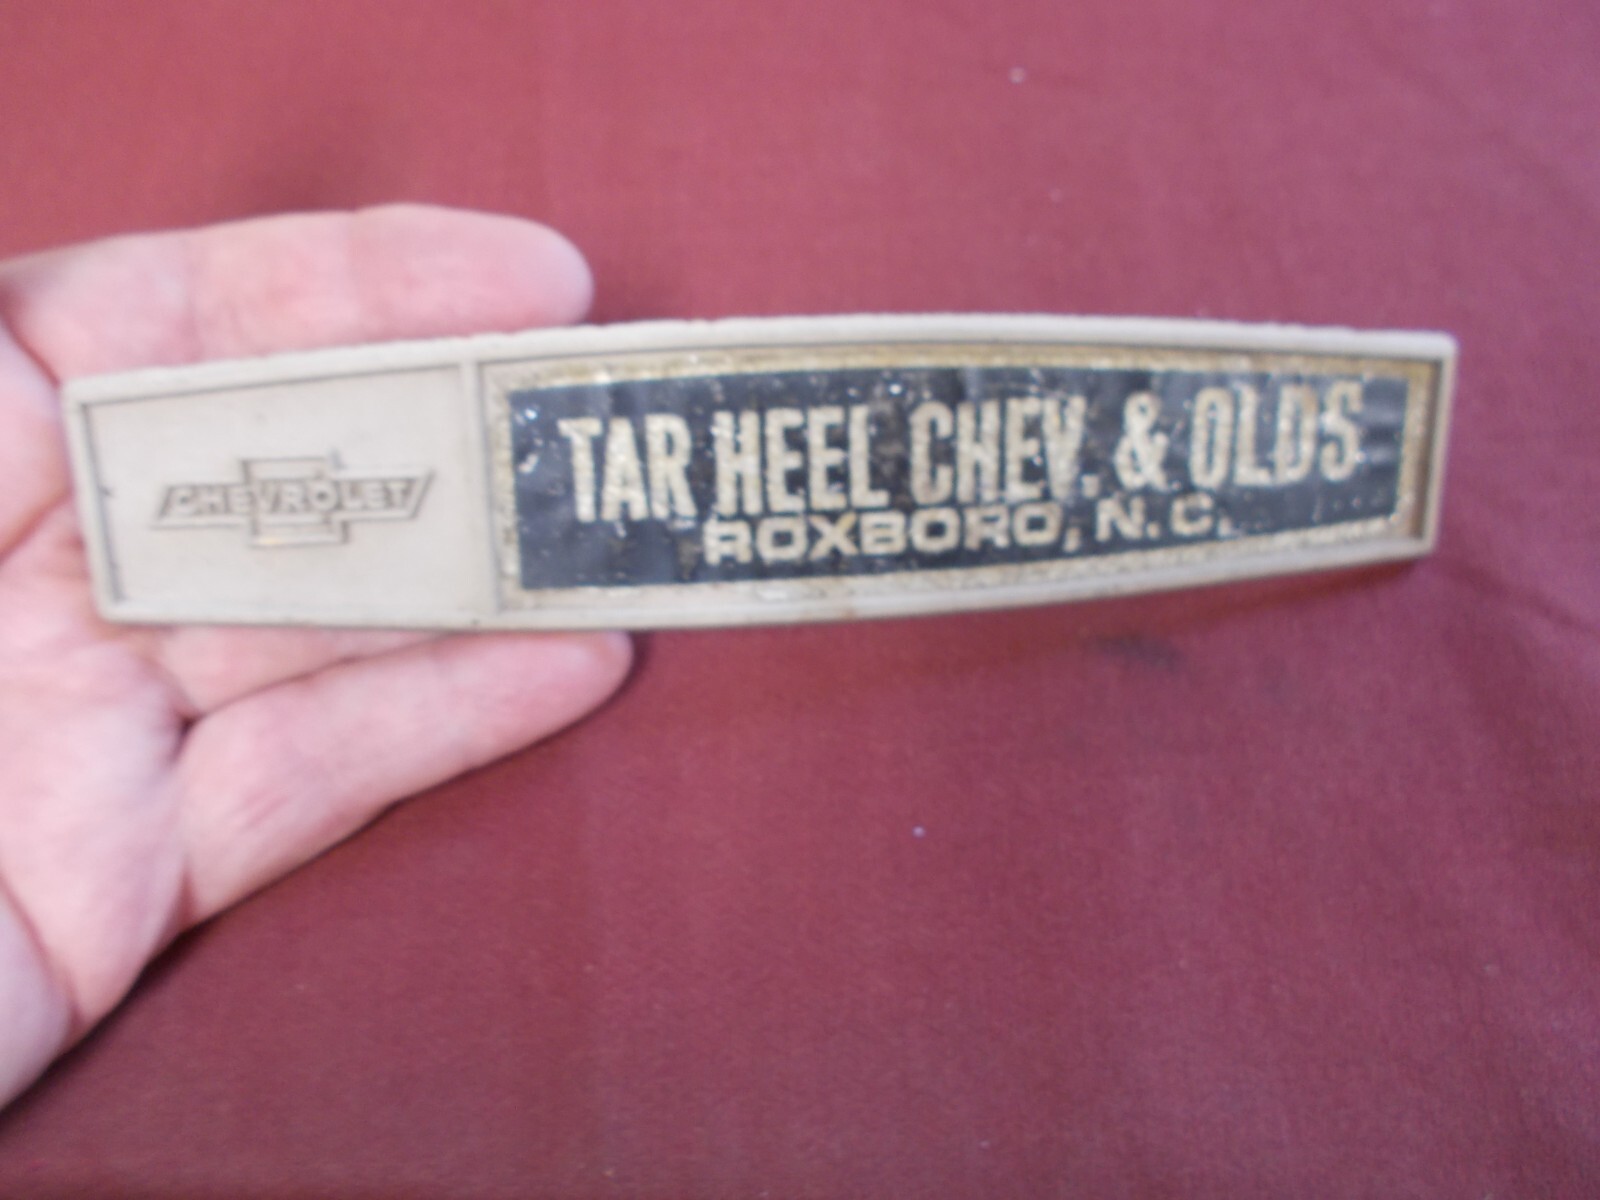 CHEVROLET
TAR HEEL CHEV. & OLDS
ROXBORO, N.C.